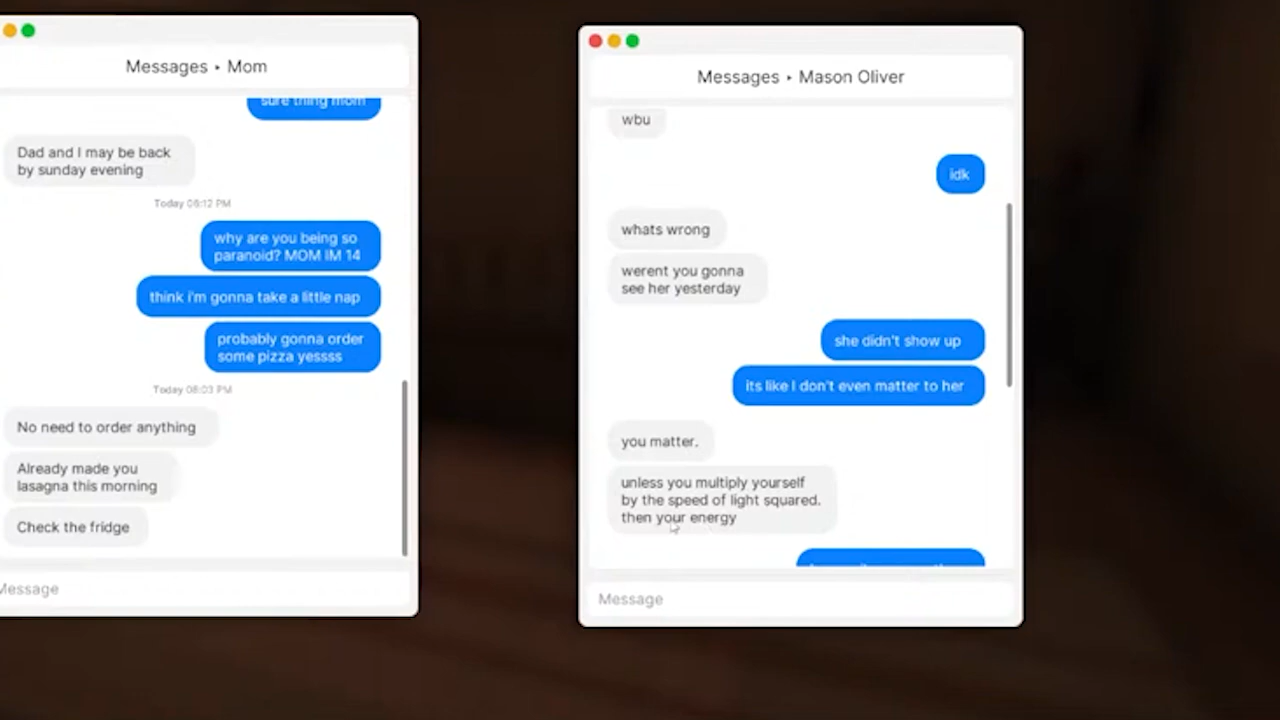 Messages ‣ Mom
sure thing mom
Dad and I may be back
by sunday evening
Today 06:12 PM
why are you being so
paranoid? MOM IM 14
think i'm gonna take a little nap
probably gonna order
some pizza yessss
Today 08:03 PM
No need to order anything
Already made you
lasagna this morning
Check the fridge
Message
Messages ‣ Mason Oliver
wbu
idk
whats wrong
werent you gonna
see her yesterday
she didn't show up
its like I don't even matter to her
you matter.
unless you multiply yourself
by the speed of light squared.
then your energy
Message